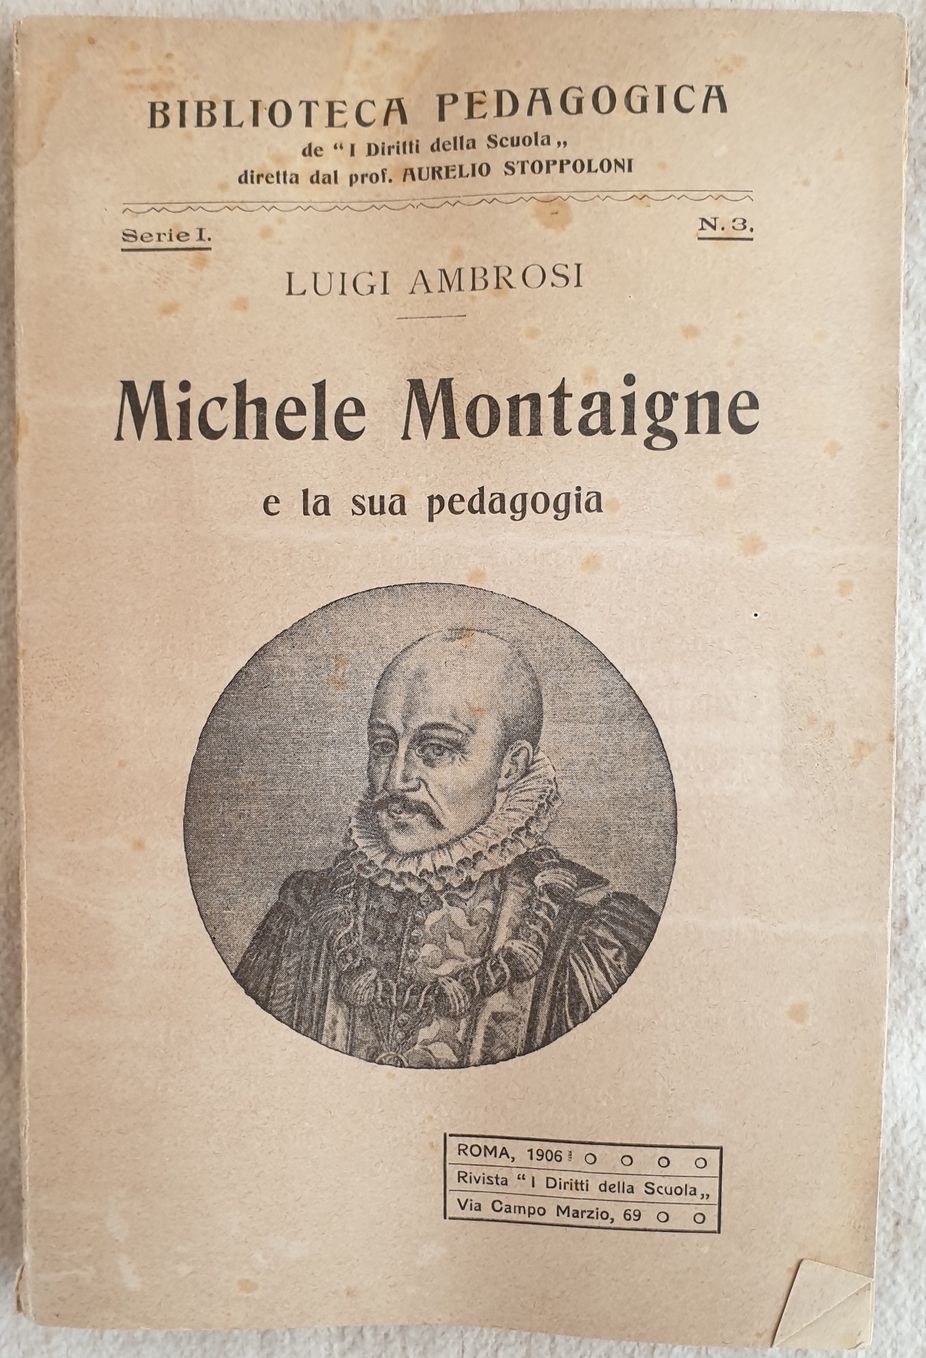 BIBLIOTECA PEDAGOGICA
de “ I Diritti della Scuola „
diretta dal prof. AURELIO STOPPOLONI
Serie I.
N. 3.
LUIGI AMBROSI
Michele Montaigne
e la sua pedagogia
ROMA, 1906
Rivista “ I Diritti della Scuola „
Via Campo Marzio, 69